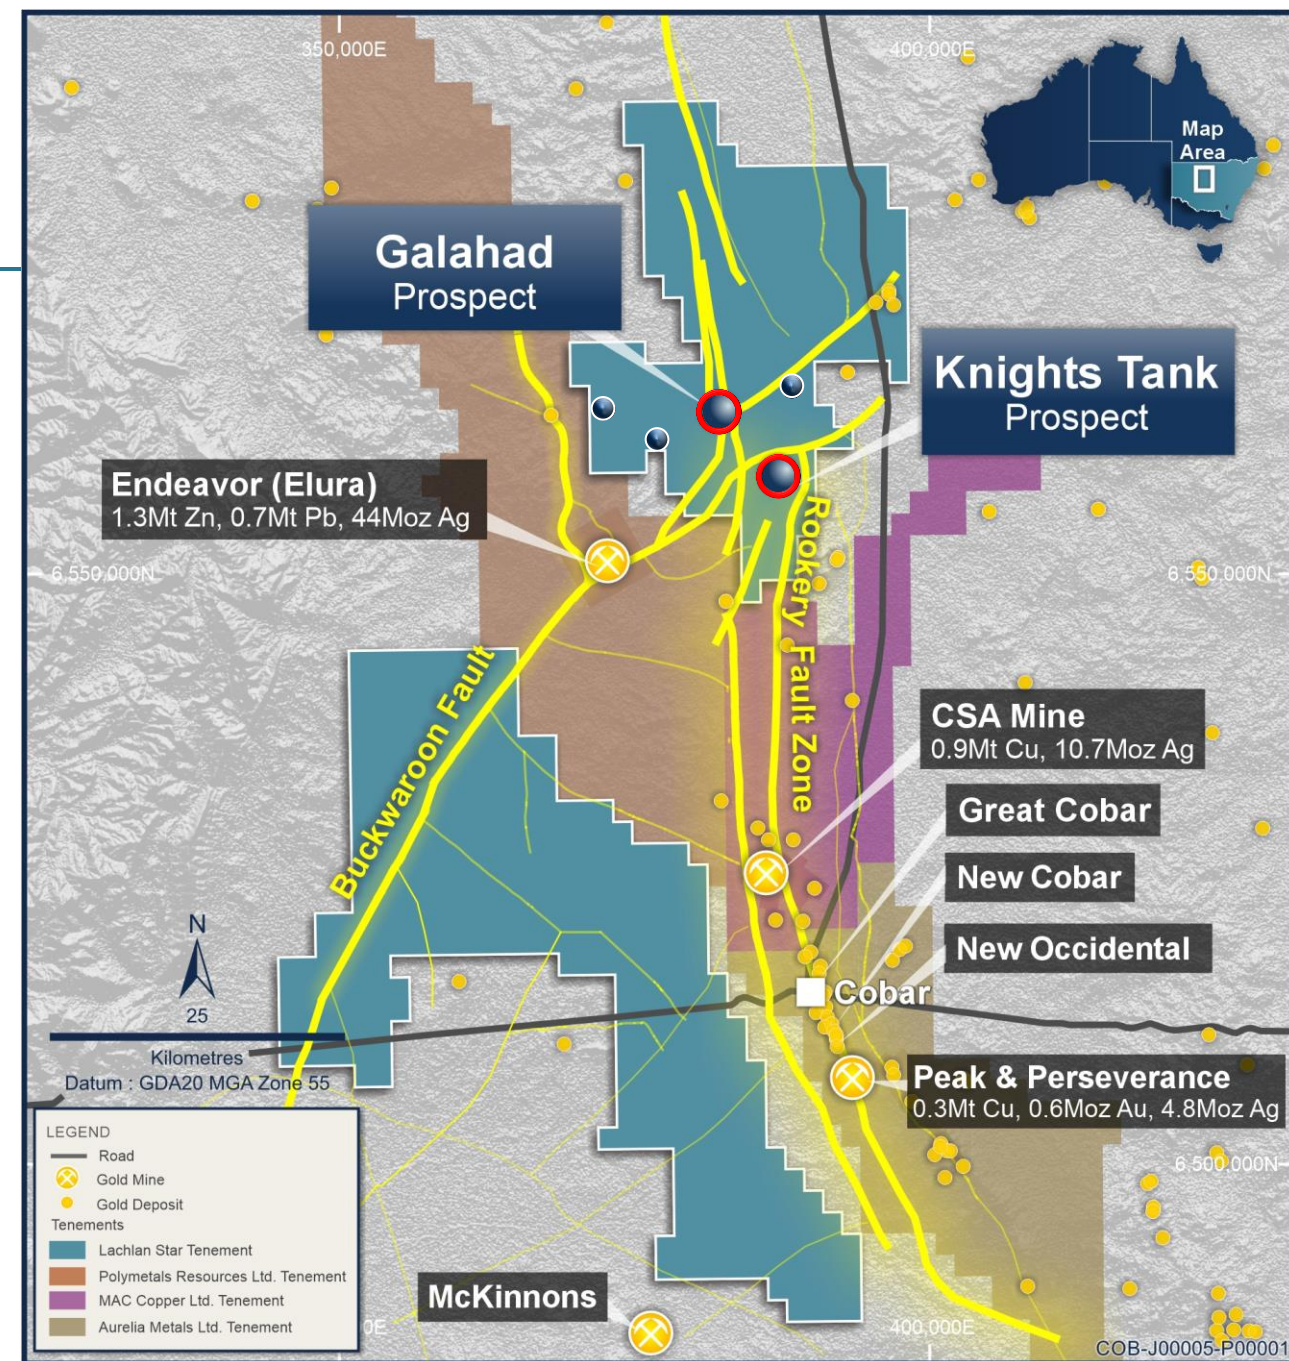 350,000E
400,000E
Map
Area
Galahad
Prospect
Knights Tank
Prospect
Endeavor (Elura)
1.3Mt Zn, 0.7Mt Pb, 44Moz Ag
6,550,000N
6,550,000N
Rookery Fault Zone
Buckwaroon Fault
CSA Mine
0.9Mt Cu, 10.7Moz Ag
Great Cobar
New Cobar
New Occidental
Cobar
N
25
Kilometres
Datum : GDA20 MGA Zone 55
Peak & Perseverance
0.3Mt Cu, 0.6Moz Au, 4.8Moz Ag
6,500,000N
LEGEND
Road
Gold Mine
Gold Deposit
Tenements
Lachlan Star Tenement
Polymetals Resources Ltd. Tenement
MAC Copper Ltd. Tenement
Aurelia Metals Ltd. Tenement
McKinnons
400,000E
COB-J00005-P00001